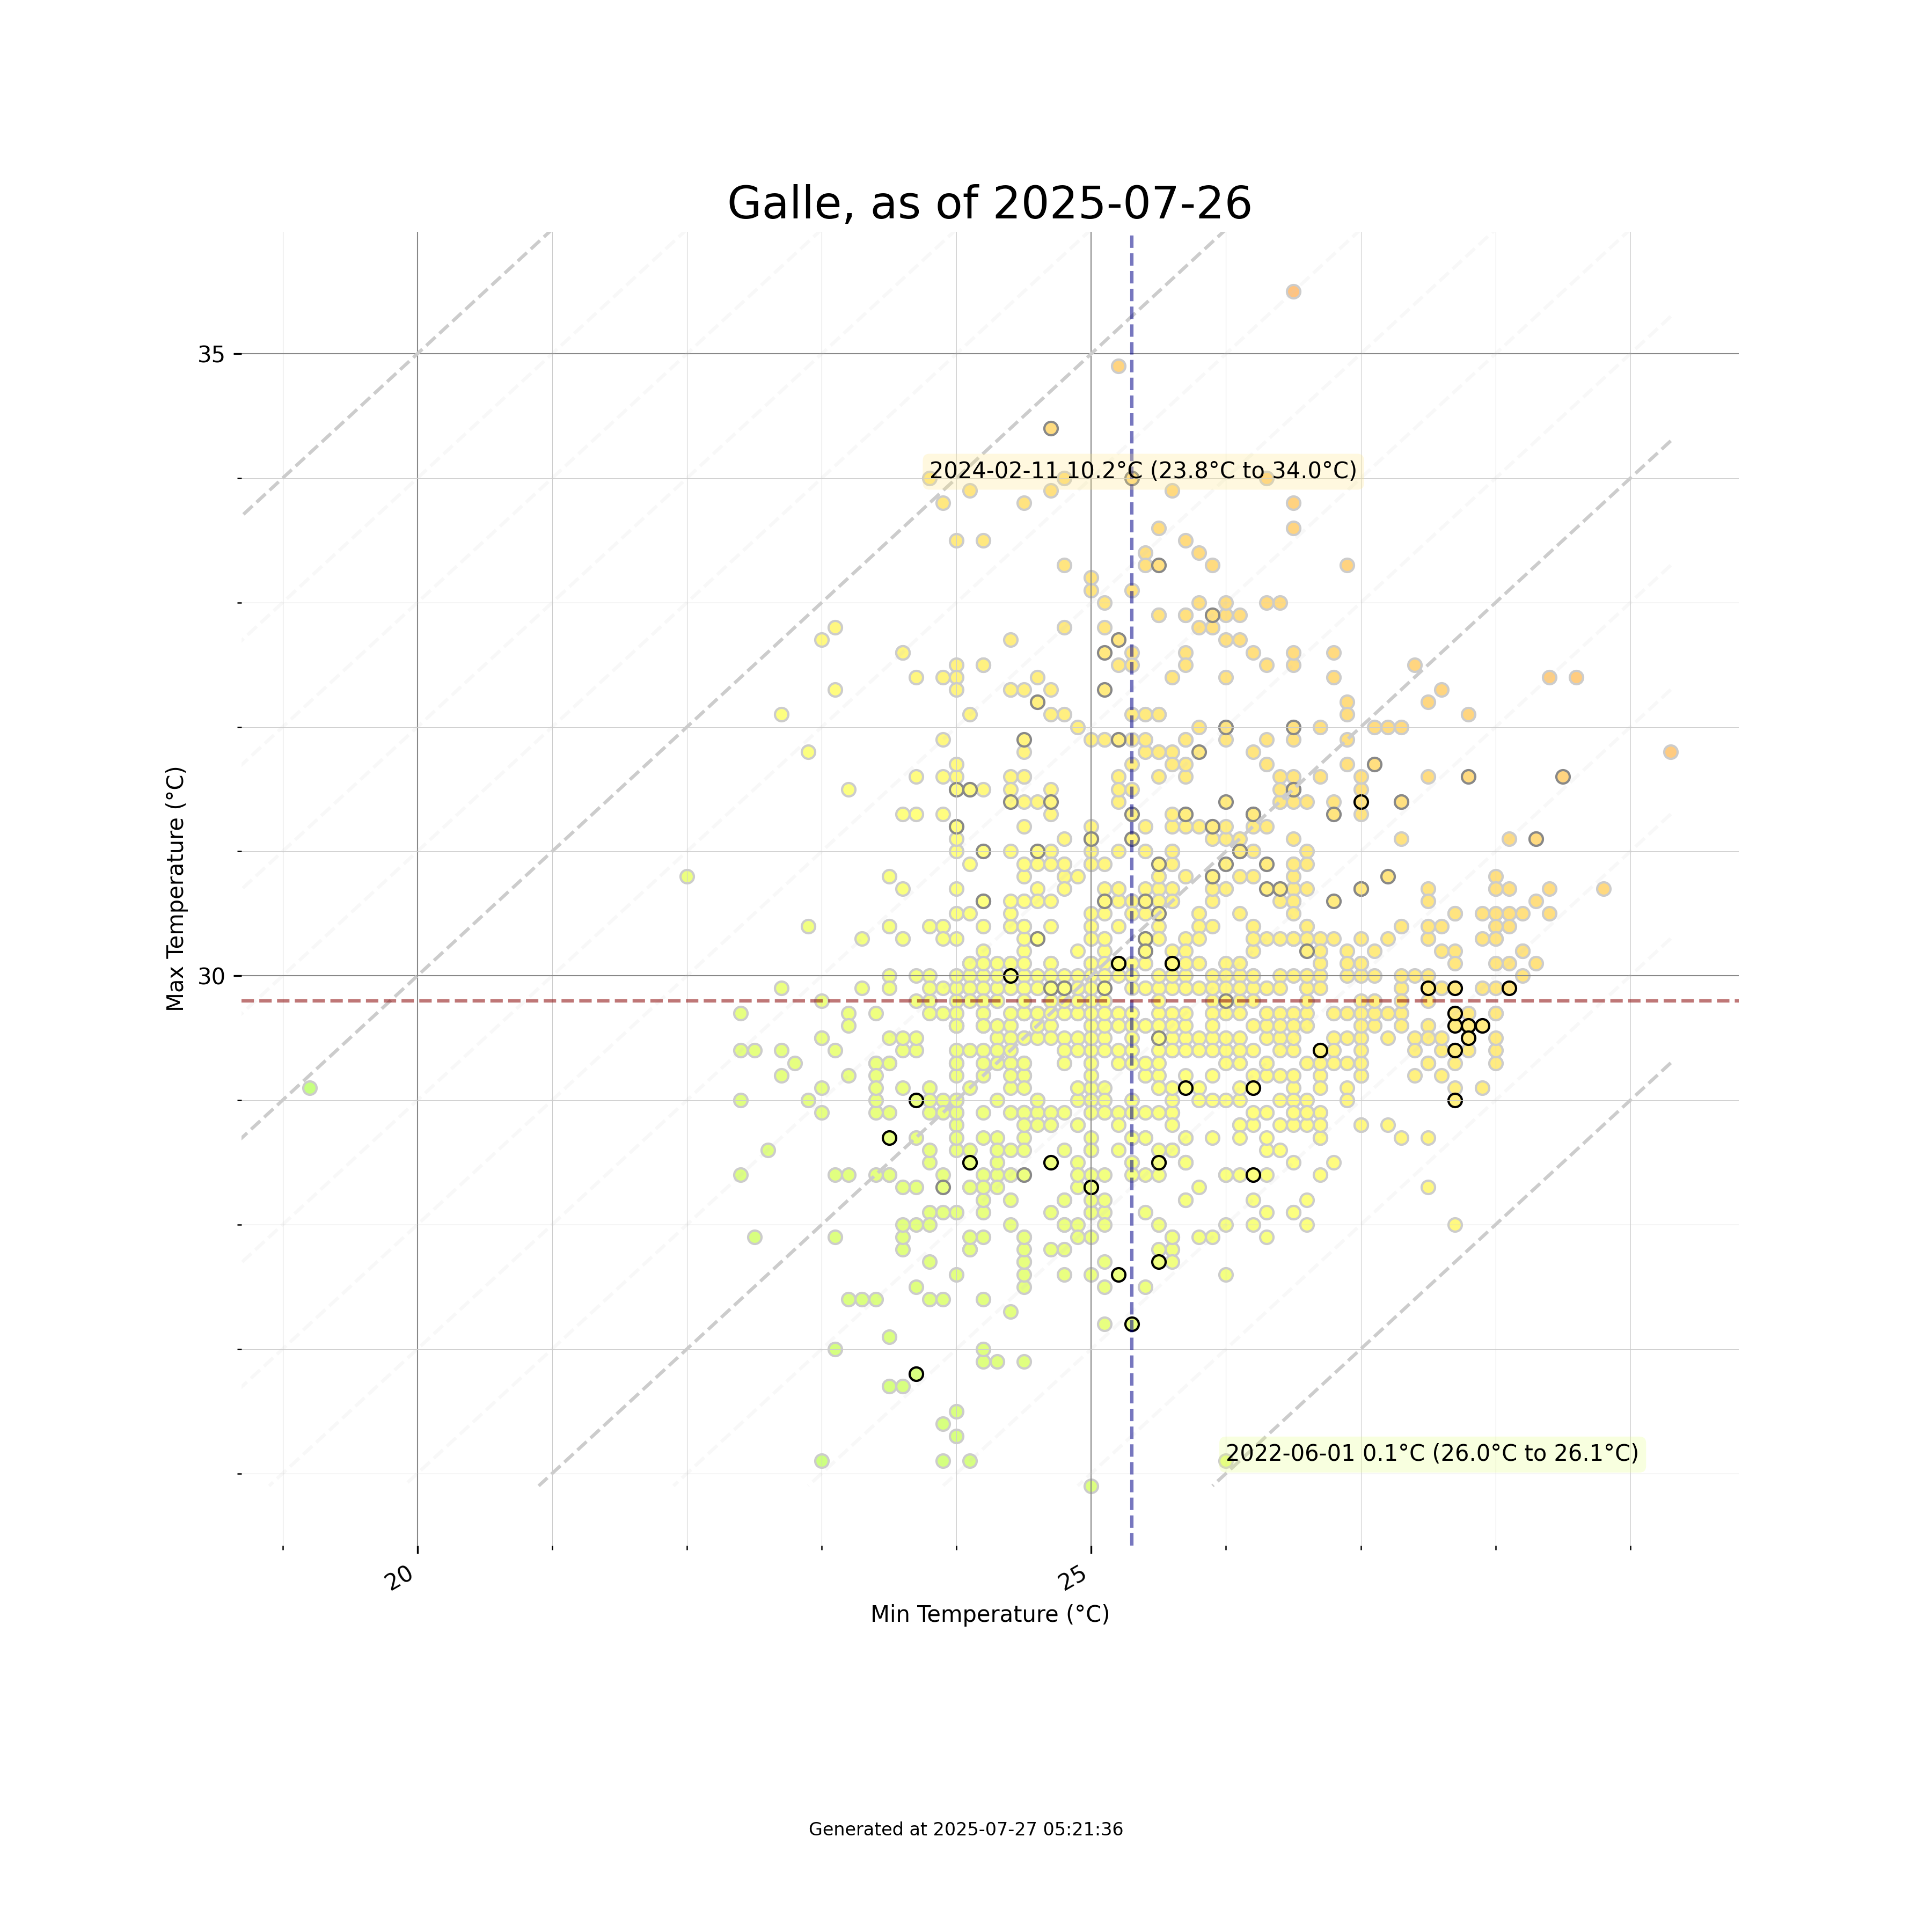 Galle, as of 2025-07-26
35
2024-02-11 10.2°C (23.8°C to 34.0°C)
Max Temperature (°C)
30
2022-06-01 0.1°C (26.0°C to 26.1°C)
20
25
Min Temperature (°C)
Generated at 2025-07-27 05:21:36